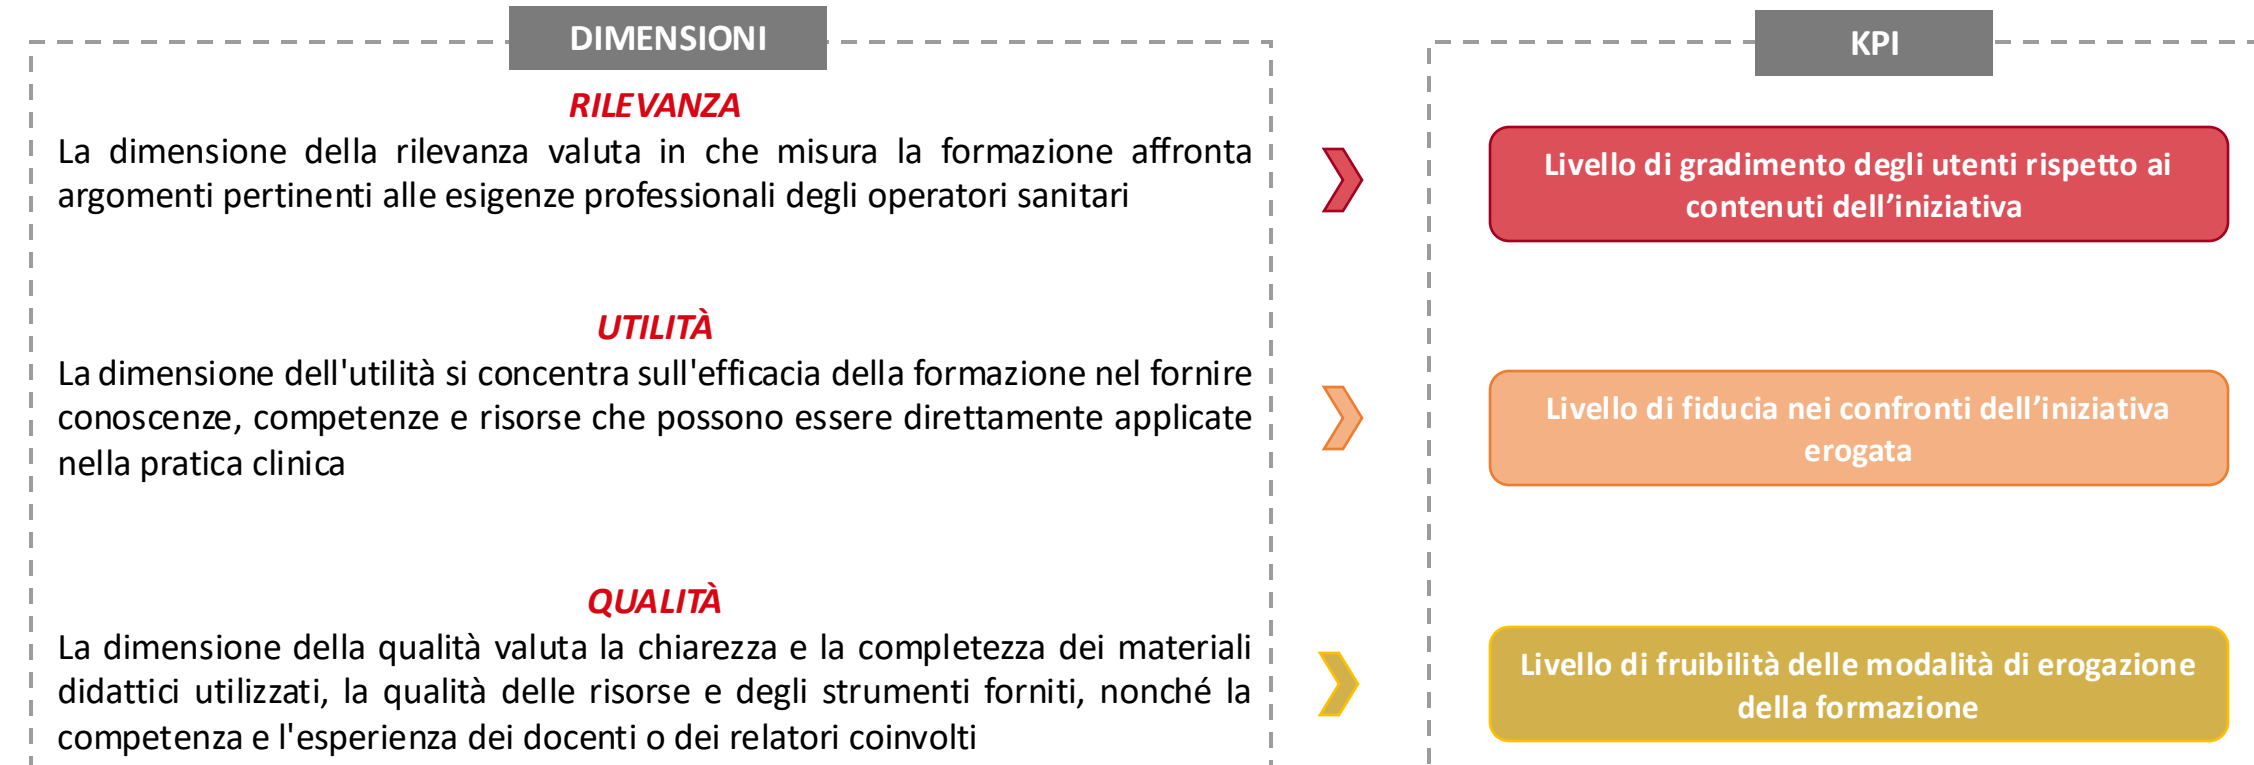 DIMENSIONI
RILEVANZA
La dimensione della rilevanza valuta in che misura la formazione affronta
argomenti pertinenti alle esigenze professionali degli operatori sanitari
UTILITÀ
La dimensione dell'utilità si concentra sull'efficacia della formazione nel fornire
conoscenze, competenze e risorse che possono essere direttamente applicate
nella pratica clinica
QUALITÀ
La dimensione della qualità valuta la chiarezza e la completezza dei materiali
didattici utilizzati, la qualità delle risorse e degli strumenti forniti, nonché la
competenza e l'esperienza dei docenti o dei relatori coinvolti
KPI
Livello di gradimento degli utenti rispetto ai
contenuti dell’iniziativa
Livello di fiducia nei confronti dell’iniziativa
erogata
Livello di fruibilità delle modalità di erogazione
della formazione